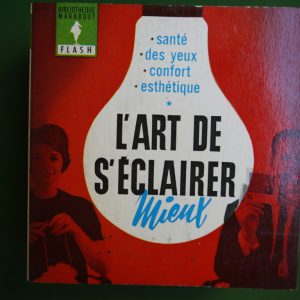 BIBLIOTHÈQUE
MARABOUT
FLASH
• santé
• des yeux
• confort
• esthétique
L'ART DE
S'ÉCLAIRER
Mieux